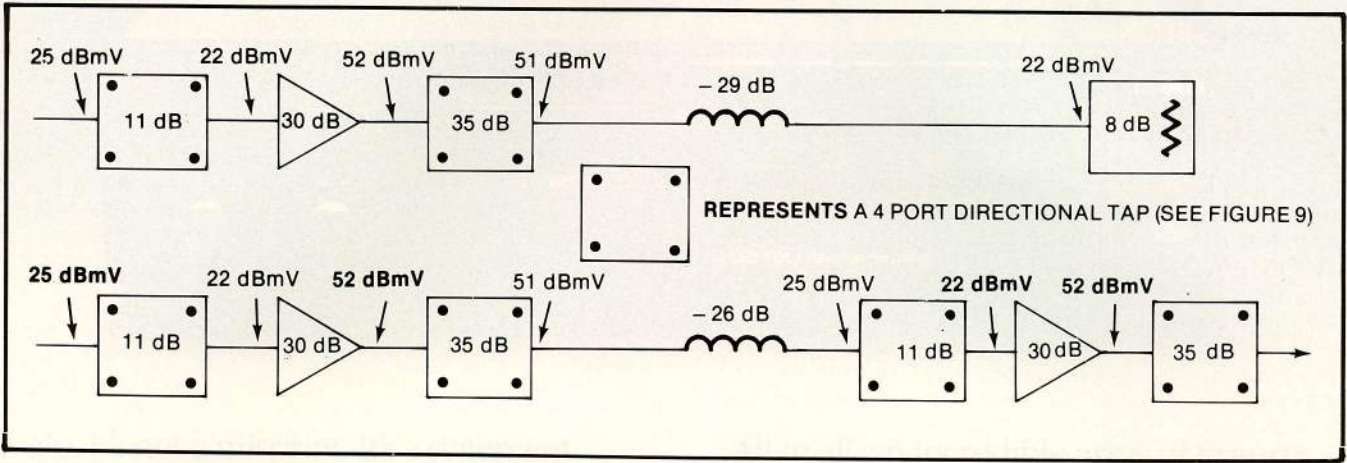 25 dBmV 22 dBmV 52 dBmV 51 dBmV
– 29 dB
22 dBmV
11 dB 30 dB 35 dB 8 dB
REPRESENTS A 4 PORT DIRECTIONAL TAP (SEE FIGURE 9)
25 dBmV 22 dBmV 52 dBmV 51 dBmV
– 26 dB
25 dBmV 22 dBmV 52 dBmV
11 dB 30 dB 35 dB 11 dB 30 dB 35 dB